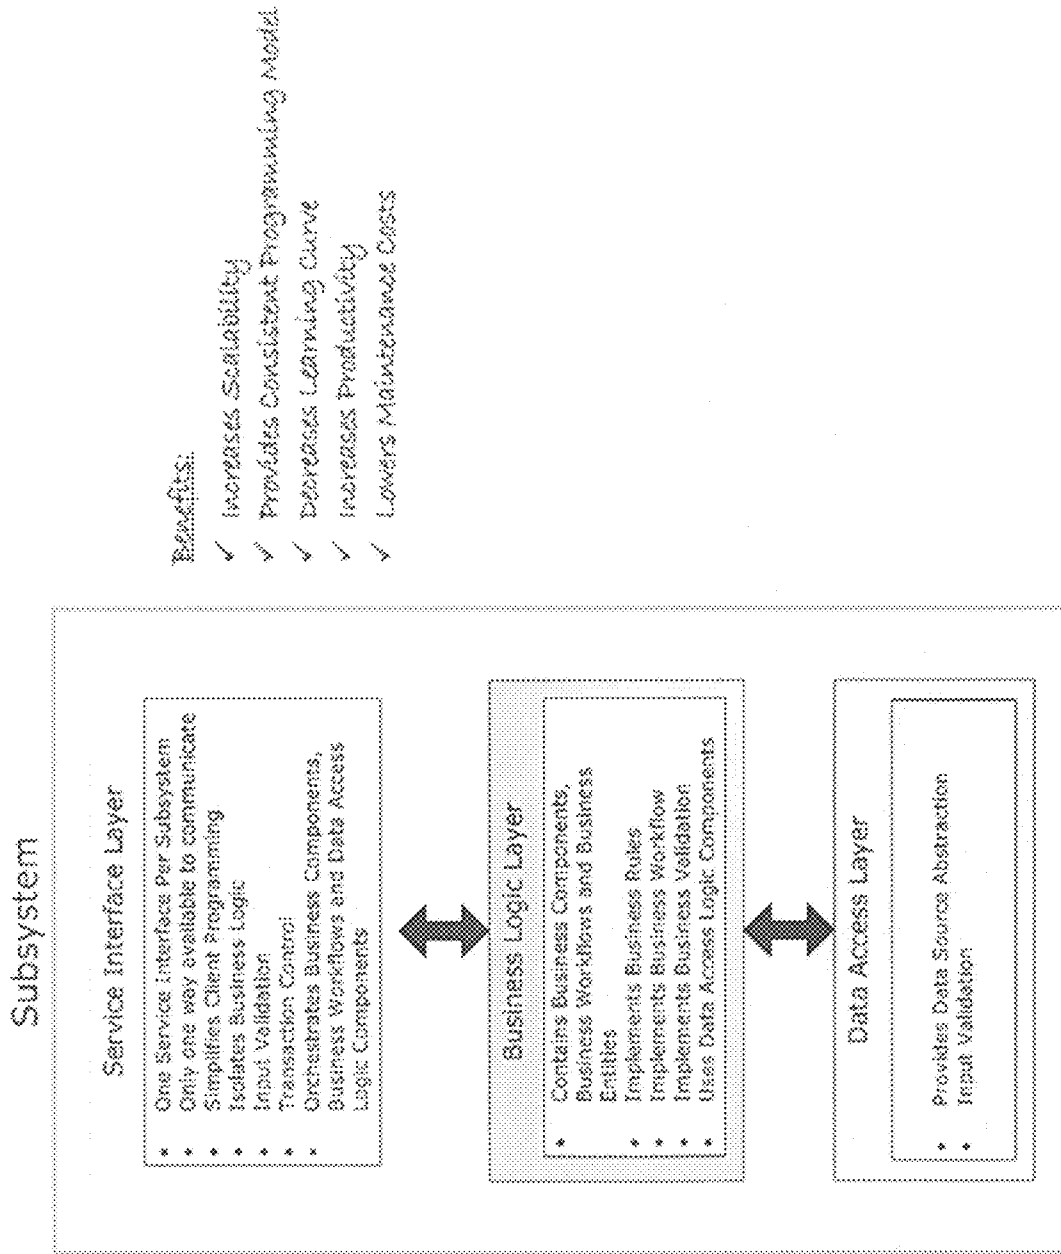 Subsystem
Service Interface Layer
• One Service Interface Per Subsystem
• Only one way available to communicate
• Simplifies Client Programming
• Isolates Business Logic
• Input Validation
• Transaction Control
• Orchestrates Business Components,
Business Workflows and Data Access
Logic Components
Business Logic Layer
• Contains Business Components,
Business Workflows and Business
Entities
• Implements Business Rules
• Implements Business Workflow
• Implements Business Validation
• Uses Data Access Logic Components
Data Access Layer
• Provides Data Source Abstraction
• Input Validation
Benefits:
✓ Increases Scalability
✓ Provides Consistent Programming Model
✓ Decreases Learning Curve
✓ Increases Productivity
✓ Lowers Maintenance Costs